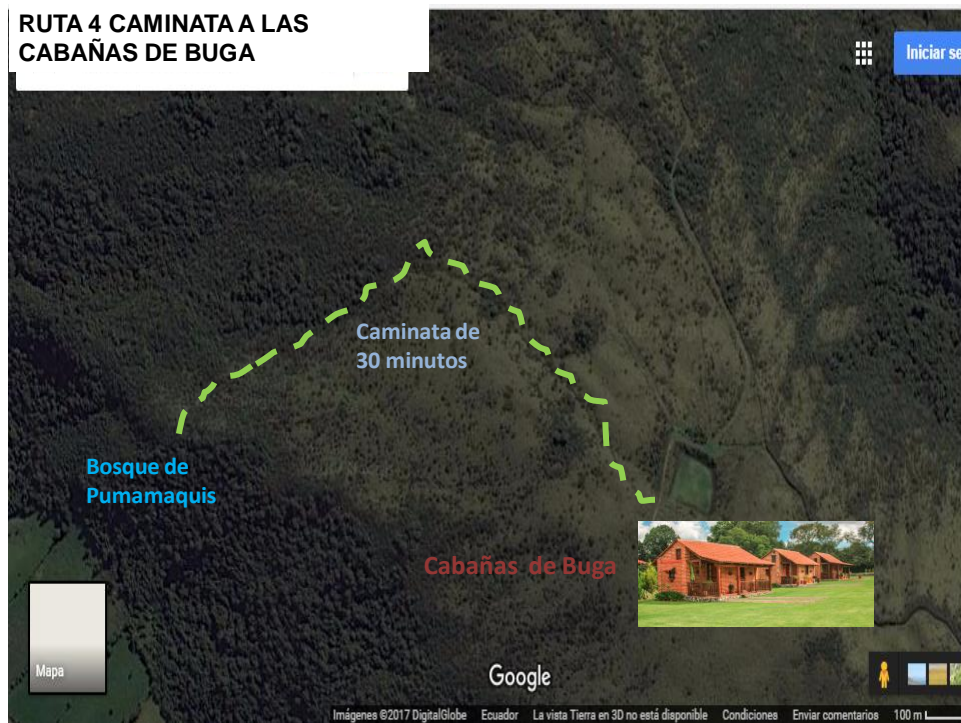 RUTA 4 CAMINATA A LAS
CABAÑAS DE BUGA
Iniciar se
Caminata de
30 minutos
Bosque de
Pumamaquis
Cabañas de Buga
Mapa
Google
Imágenes ©2017 DigitalGlobe Ecuador La vista Tierra en 3D no está disponible Condiciones Enviar comentarios 100 m